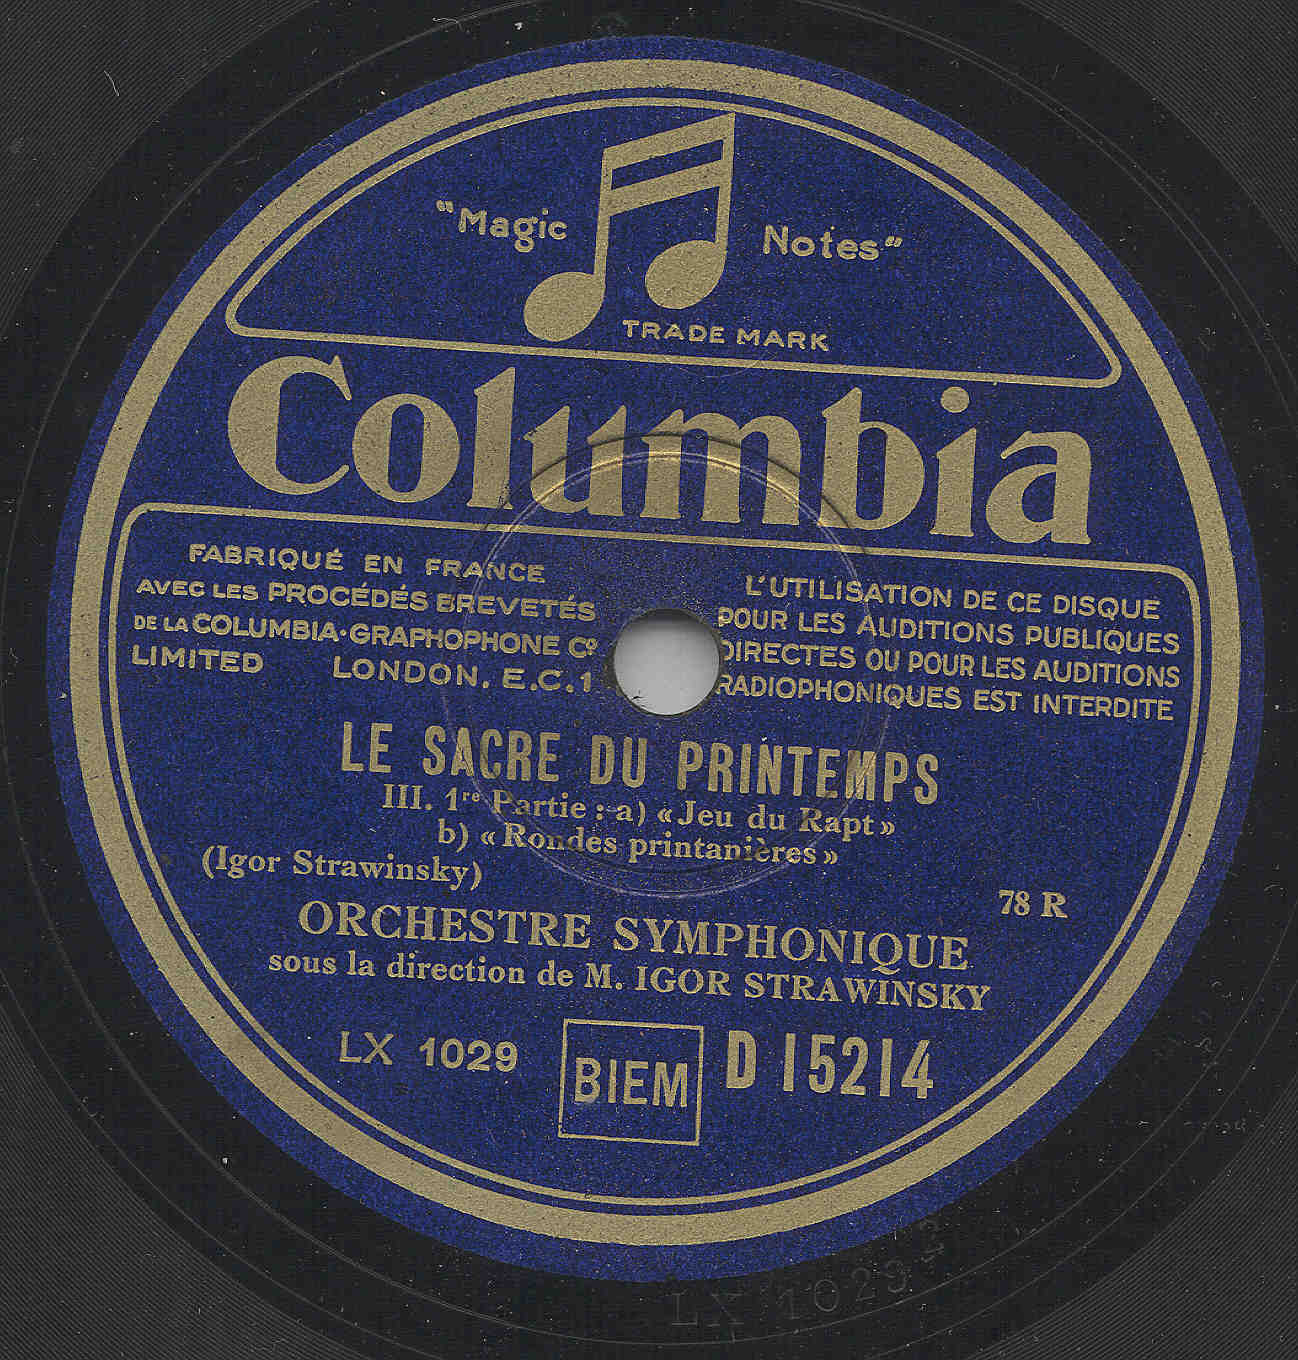 "Magic Notes"
TRADE MARK
Columbia
FABRIQUÉ EN FRANCE
AVEC LES PROCÉDÉS BREVETÉS
DE LA COLUMBIA-GRAPHOPHONE Cº
LIMITED LONDON. E.C.1
L'UTILISATION DE CE DISQUE
POUR LES AUDITIONS PUBLIQUES
DIRECTES OU POUR LES AUDITIONS
RADIOPHONIQUES EST INTERDITE
LE SACRE DU PRINTEMPS
III. 1re Partie : a) «Jeu du Rapt»
b) «Rondes printanières»
(Igor Strawinsky)
78 R
ORCHESTRE SYMPHONIQUE
sous la direction de M. IGOR STRAWINSKY
LX 1029
BIEM
D 15214
LX 1029